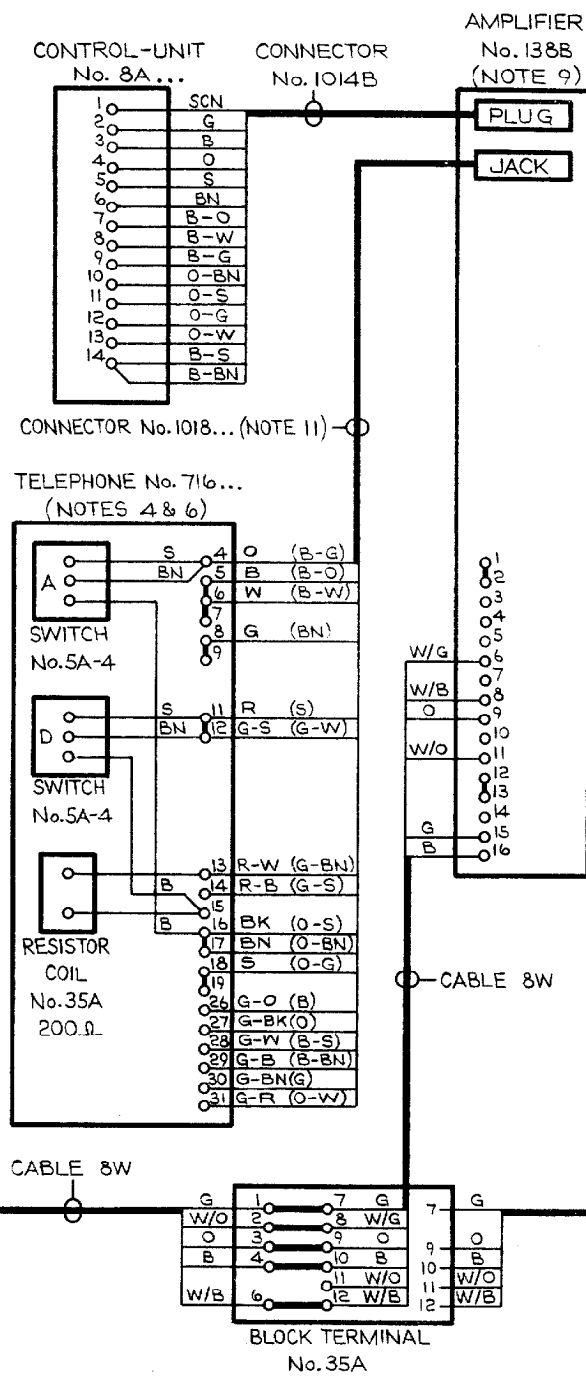 AMPLIFIER
No. 138B
(NOTE 9)
CONTROL-UNIT
No. 8A...
CONNECTOR
No. 1014B
PLUG
JACK
1 SCN
2 G
3 B
4 O
5 S
6 BN
7 B-O
8 B-W
9 B-G
10 O-BN
11 O-S
12 O-G
13 O-W
14 B-S
B-BN
CONNECTOR No. 1018... (NOTE 11)
TELEPHONE No. 716...
(NOTES 4 & 6)
A
S 4 O (B-G)
BN 5 B (B-O)
6 W (B-W)
7
8 G (BN)
9
SWITCH
No. 5A-4
D
S 11 R (S)
BN 12 G-S (G-W)
SWITCH
No. 5A-4
13 R-W (G-BN)
B 14 R-B (G-S)
15
B 16 BK (O-S)
17 BN (O-BN)
18 S (O-G)
19
26 G-O (B)
27 G-BK (O)
28 G-W (B-S)
29 G-B (B-BN)
30 G-BN (G)
31 G-R (O-W)
RESISTOR
COIL
No. 35A
200Ω
1
2
3
4
5
W/G 6
7
W/B 8
O 9
10
W/O 11
12
13
14
G 15
B 16
CABLE 8W
CABLE 8W
G 1 7 G 7 G
W/O 2 8 W/G
O 3 9 O 9 O
B 4 10 B 10 B
11 W/O 11 W/O
W/B 6 12 W/B 12 W/B
BLOCK TERMINAL
No. 35A